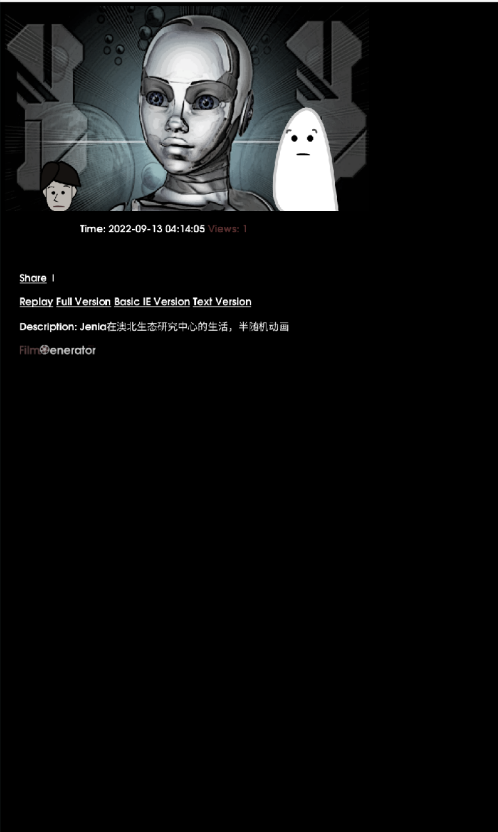 Time: 2022-09-13 04:14:05 Views: 1
Share |
Replay Full Version Basic IE Version Text Version
Description: Jenia在澳北生态研究中心的生活，半随机动画
FilmGenerator